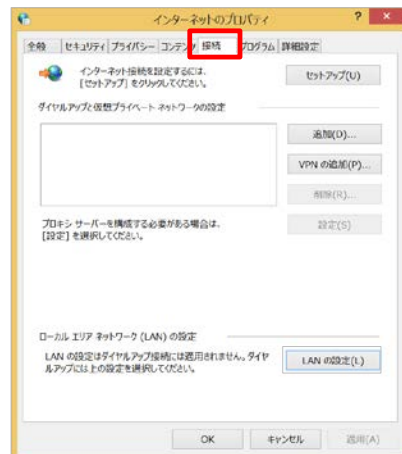 インターネットのプロパティ
?
×
全般 セキュリティ プライバシー コンテンツ 接続 プログラム 詳細設定
インターネット接続を設定するには、
[セットアップ] をクリックしてください。
セットアップ(U)
ダイヤルアップと仮想プライベート ネットワークの設定
追加(D)...
VPN の追加(P)...
削除(R)...
設定(S)
プロキシ サーバーを構成する必要がある場合は、
[設定] を選択してください。
ローカル エリア ネットワーク (LAN) の設定
LAN の設定はダイヤルアップ接続には適用されません。ダイヤ
ルアップには上の設定を選択してください。
LAN の設定(L)
OK
キャンセル
適用(A)